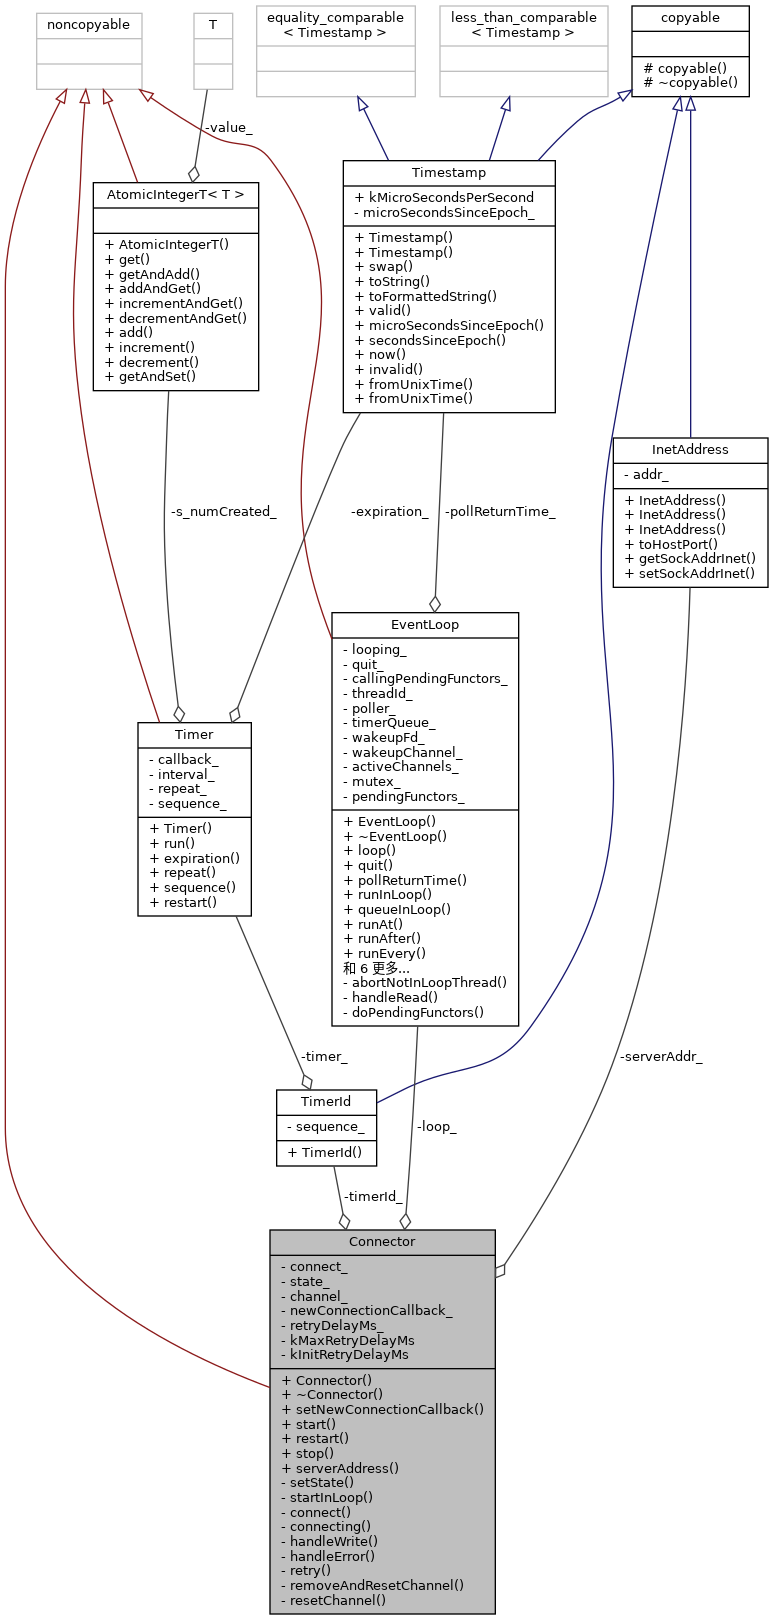 noncopyable
T
equality_comparable
< Timestamp >
less_than_comparable
< Timestamp >
copyable
# copyable()
# ~copyable()
-value_
AtomicIntegerT< T >
+ AtomicIntegerT()
+ get()
+ getAndAdd()
+ addAndGet()
+ incrementAndGet()
+ decrementAndGet()
+ add()
+ increment()
+ decrement()
+ getAndSet()
Timestamp
+ kMicroSecondsPerSecond
- microSecondsSinceEpoch_
+ Timestamp()
+ Timestamp()
+ swap()
+ toString()
+ toFormattedString()
+ valid()
+ microSecondsSinceEpoch()
+ secondsSinceEpoch()
+ now()
+ invalid()
+ fromUnixTime()
+ fromUnixTime()
InetAddress
- addr_
+ InetAddress()
+ InetAddress()
+ InetAddress()
+ toHostPort()
+ getSockAddrInet()
+ setSockAddrInet()
-s_numCreated_
-expiration_
-pollReturnTime_
EventLoop
- looping_
- quit_
- callingPendingFunctors_
- threadId_
- poller_
- timerQueue_
- wakeupFd_
- wakeupChannel_
- activeChannels_
- mutex_
- pendingFunctors_
+ EventLoop()
+ ~EventLoop()
+ loop()
+ quit()
+ pollReturnTime()
+ runInLoop()
+ queueInLoop()
+ runAt()
+ runAfter()
+ runEvery()
和 6 更多...
- abortNotInLoopThread()
- handleRead()
- doPendingFunctors()
Timer
- callback_
- interval_
- repeat_
- sequence_
+ Timer()
+ run()
+ expiration()
+ repeat()
+ sequence()
+ restart()
-timer_
-serverAddr_
TimerId
- sequence_
+ TimerId()
-loop_
-timerId_
Connector
- connect_
- state_
- channel_
- newConnectionCallback_
- retryDelayMs_
- kMaxRetryDelayMs
- kInitRetryDelayMs
+ Connector()
+ ~Connector()
+ setNewConnectionCallback()
+ start()
+ restart()
+ stop()
+ serverAddress()
- setState()
- startInLoop()
- connect()
- connecting()
- handleWrite()
- handleError()
- retry()
- removeAndResetChannel()
- resetChannel()